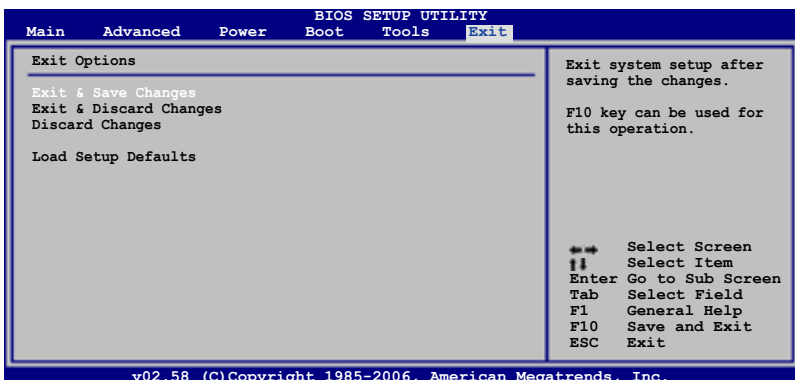 BIOS SETUP UTILITY
Main Advanced Power Boot Tools Exit
Exit Options
Exit & Save Changes
Exit & Discard Changes
Discard Changes
Load Setup Defaults
Exit system setup after
saving the changes.
F10 key can be used for
this operation.
←→ Select Screen
↑↓ Select Item
Enter Go to Sub Screen
Tab Select Field
F1 General Help
F10 Save and Exit
ESC Exit
v02.58 (C)Copyright 1985-2006, American Megatrends, Inc.